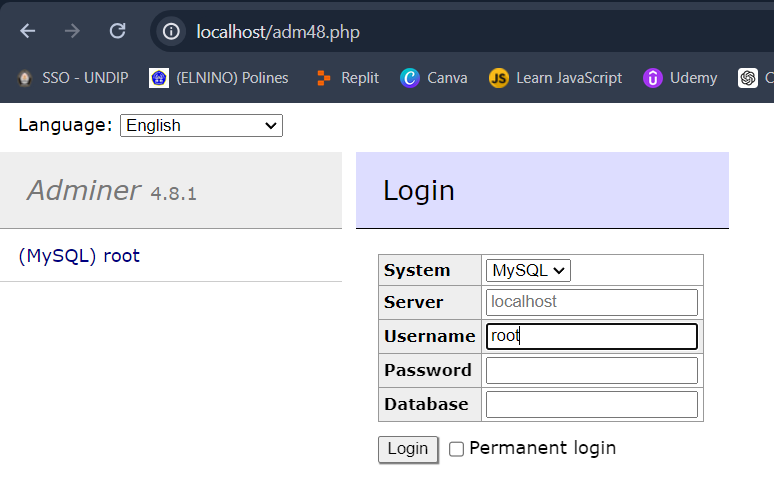 localhost/adm48.php
SSO - UNDIP (ELNINO) Polines Replit Canva Learn JavaScript Udemy
Language: English
Adminer 4.8.1
(MySQL) root
Login
System MySQL
Server localhost
Username root
Password
Database
Login Permanent login